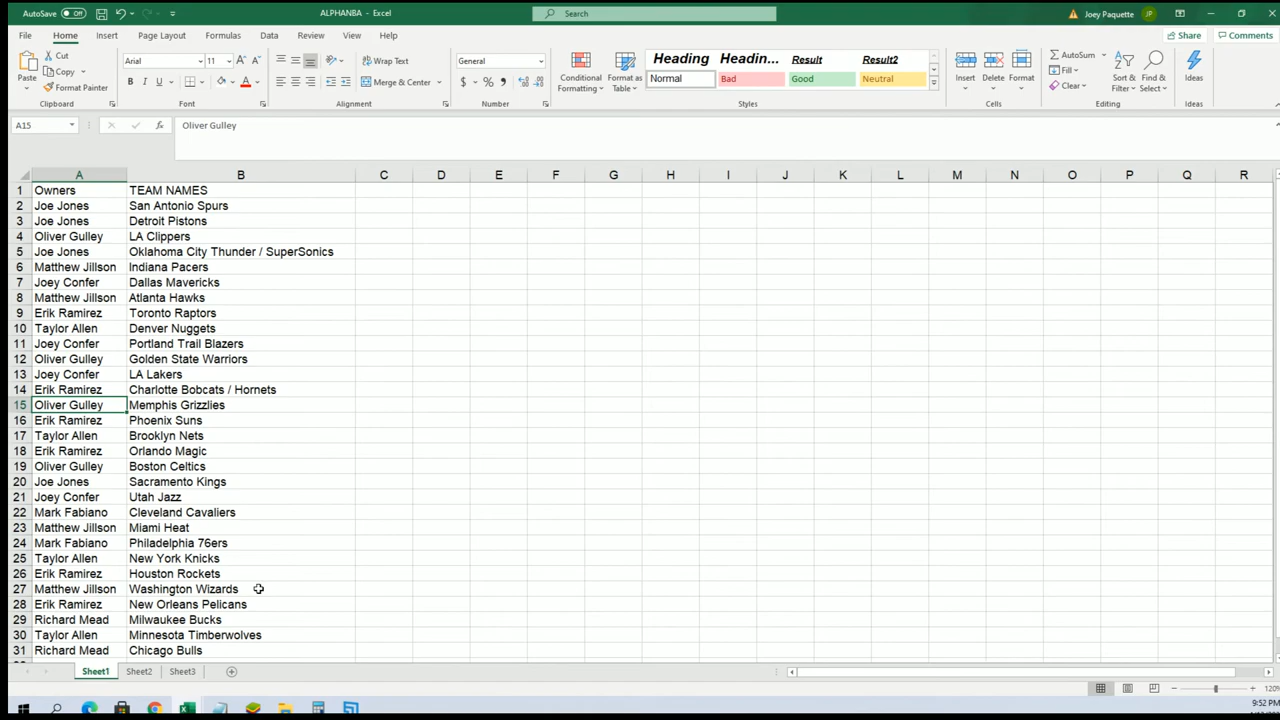 AutoSave Off ALPHANBA - Excel Search Joey Paquette JP
File Home Insert Page Layout Formulas Data Review View Help Share Comments
Paste Cut Copy Format Painter Clipboard
Arial 11 B I U A Font
Wrap Text Merge & Center Alignment
General $ % Number
Conditional Formatting Format as Table Heading Headin... Result Result2 Normal Bad Good Neutral Styles
Insert Delete Format Cells
AutoSum Fill Clear Sort & Filter Find & Select Editing
Ideas Ideas
A15 fx Oliver Gulley
A B C D E F G H I J K L M N O P Q R
1 Owners TEAM NAMES
2 Joe Jones San Antonio Spurs
3 Joe Jones Detroit Pistons
4 Oliver Gulley LA Clippers
5 Joe Jones Oklahoma City Thunder / SuperSonics
6 Matthew Jillson Indiana Pacers
7 Joey Confer Dallas Mavericks
8 Matthew Jillson Atlanta Hawks
9 Erik Ramirez Toronto Raptors
10 Taylor Allen Denver Nuggets
11 Joey Confer Portland Trail Blazers
12 Oliver Gulley Golden State Warriors
13 Joey Confer LA Lakers
14 Erik Ramirez Charlotte Bobcats / Hornets
15 Oliver Gulley Memphis Grizzlies
16 Erik Ramirez Phoenix Suns
17 Taylor Allen Brooklyn Nets
18 Erik Ramirez Orlando Magic
19 Oliver Gulley Boston Celtics
20 Joe Jones Sacramento Kings
21 Joey Confer Utah Jazz
22 Mark Fabiano Cleveland Cavaliers
23 Matthew Jillson Miami Heat
24 Mark Fabiano Philadelphia 76ers
25 Taylor Allen New York Knicks
26 Erik Ramirez Houston Rockets
27 Matthew Jillson Washington Wizards
28 Erik Ramirez New Orleans Pelicans
29 Richard Mead Milwaukee Bucks
30 Taylor Allen Minnesota Timberwolves
31 Richard Mead Chicago Bulls
Sheet1 Sheet2 Sheet3
120%
9:52 PM